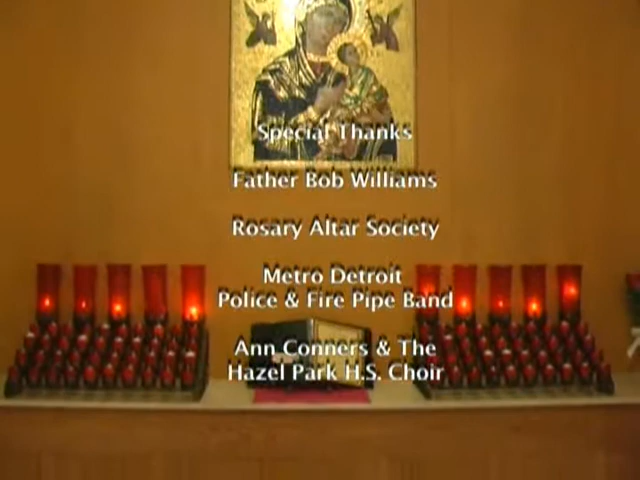 Special Thanks
Father Bob Williams
Rosary Altar Society
Metro Detroit
Police & Fire Pipe Band
Ann Conners & The
Hazel Park H.S. Choir